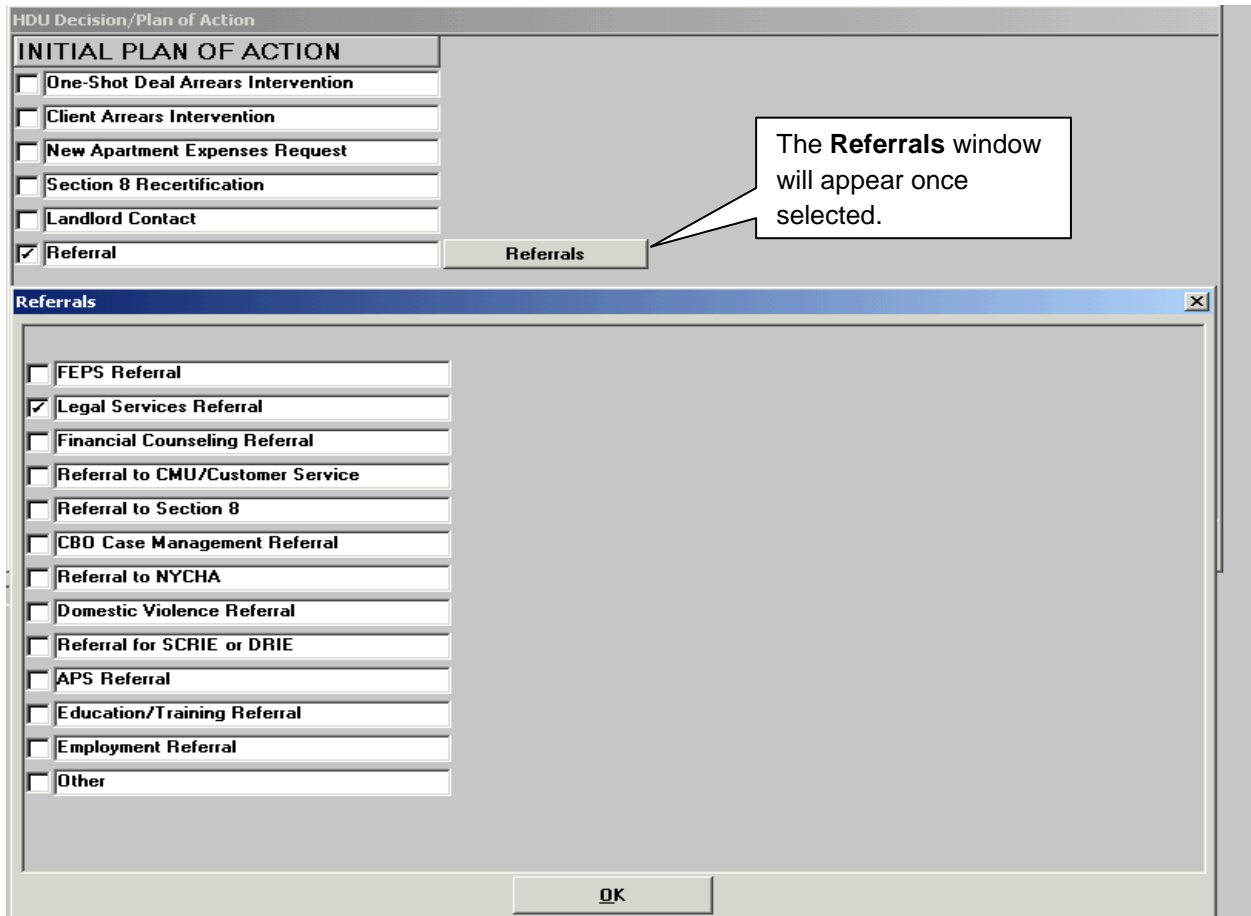 HDU Decision/Plan of Action
INITIAL PLAN OF ACTION
One-Shot Deal Arrears Intervention
Client Arrears Intervention
New Apartment Expenses Request
Section 8 Recertification
Landlord Contact
Referral
Referrals
The Referrals window
will appear once
selected.
Referrals
FEPS Referral
Legal Services Referral
Financial Counseling Referral
Referral to CMU/Customer Service
Referral to Section 8
CBO Case Management Referral
Referral to NYCHA
Domestic Violence Referral
Referral for SCRIE or DRIE
APS Referral
Education/Training Referral
Employment Referral
Other
OK